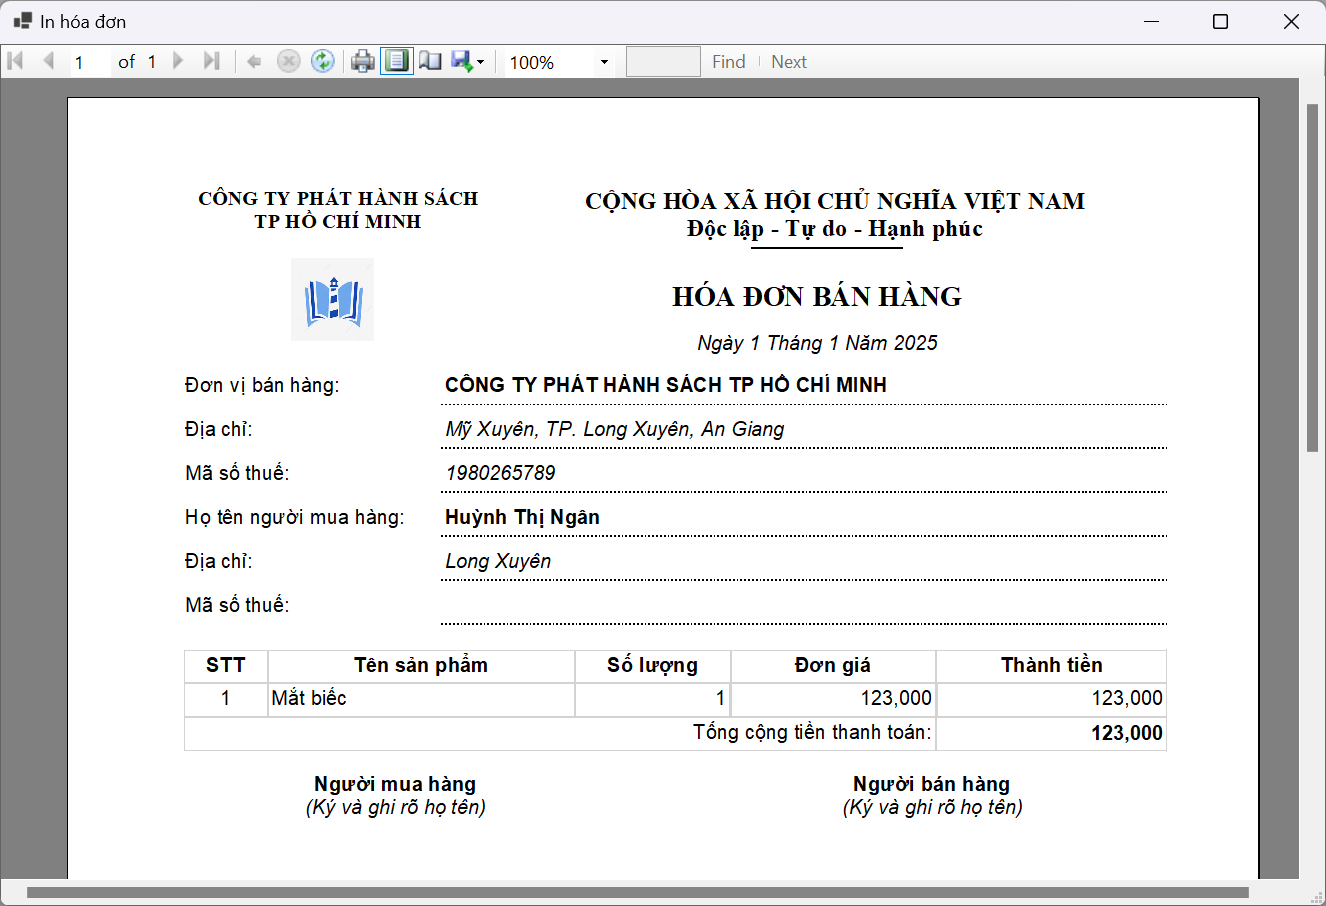 In hóa đơn
1 of 1 100% Find Next
CÔNG TY PHÁT HÀNH SÁCH
TP HỒ CHÍ MINH
CỘNG HÒA XÃ HỘI CHỦ NGHĨA VIỆT NAM
Độc lập - Tự do - Hạnh phúc
HÓA ĐƠN BÁN HÀNG
Ngày 1 Tháng 1 Năm 2025
Đơn vị bán hàng: CÔNG TY PHÁT HÀNH SÁCH TP HỒ CHÍ MINH
Địa chỉ: Mỹ Xuyên, TP. Long Xuyên, An Giang
Mã số thuế: 1980265789
Họ tên người mua hàng: Huỳnh Thị Ngân
Địa chỉ: Long Xuyên
Mã số thuế:
STT Tên sản phẩm Số lượng Đơn giá Thành tiền
1 Mắt biếc 1 123,000 123,000
Tổng cộng tiền thanh toán: 123,000
Người mua hàng Người bán hàng
(Ký và ghi rõ họ tên) (Ký và ghi rõ họ tên)